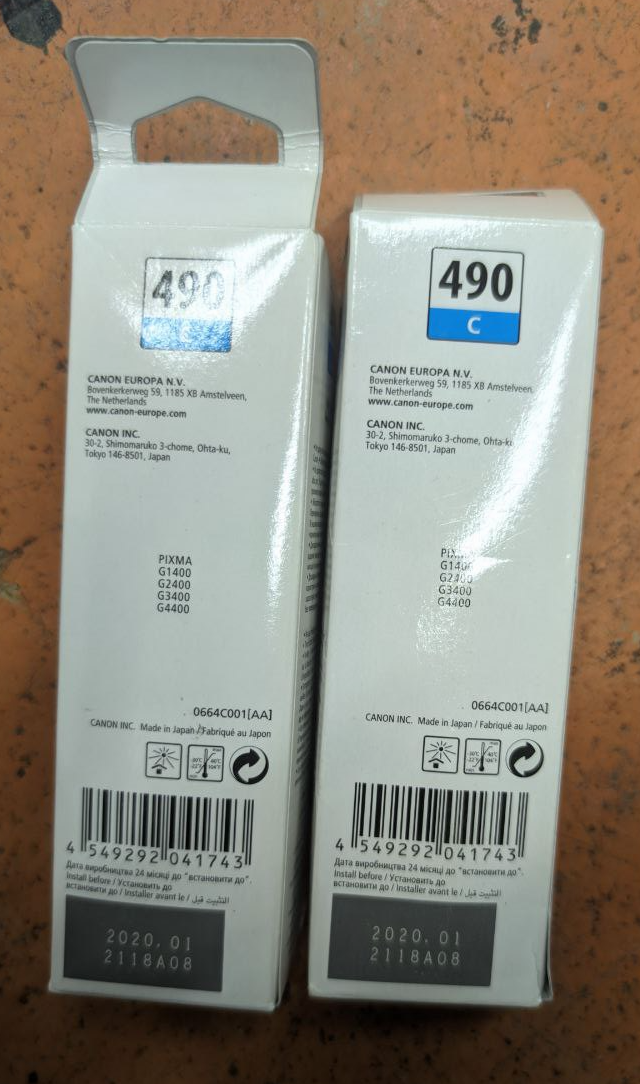 490
C
CANON EUROPA N.V.
Bovenkerkerweg 59, 1185 XB Amstelveen,
The Netherlands
www.canon-europe.com
CANON INC.
30-2, Shimomaruko 3-chome, Ohta-ku,
Tokyo 146-8501, Japan
PIXMA
G1400
G2400
G3400
G4400
0664C001[AA]
CANON INC. Made in Japan / Fabriqué au Japon
4 549292 041743
Дата виробництва 24 місяці до "встановити до".
Install before / Установить до
встановити до / Installer avant le / التثبيت قبل
2020.01
2118A08
490
C
CANON EUROPA N.V.
Bovenkerkerweg 59, 1185 XB Amstelveen,
The Netherlands
www.canon-europe.com
CANON INC.
30-2, Shimomaruko 3-chome, Ohta-ku
Tokyo 146-8501, Japan
PIXMA
G1400
G2400
G3400
G4400
0664C001[AA]
CANON INC. Made in Japan / Fabriqué au Japon
4 549292 041743
Дата виробництва 24 місяці до "встановити до".
Install before / Установить до
встановити до / Installer avant le / التثبيت قبل
2020.01
2118A08